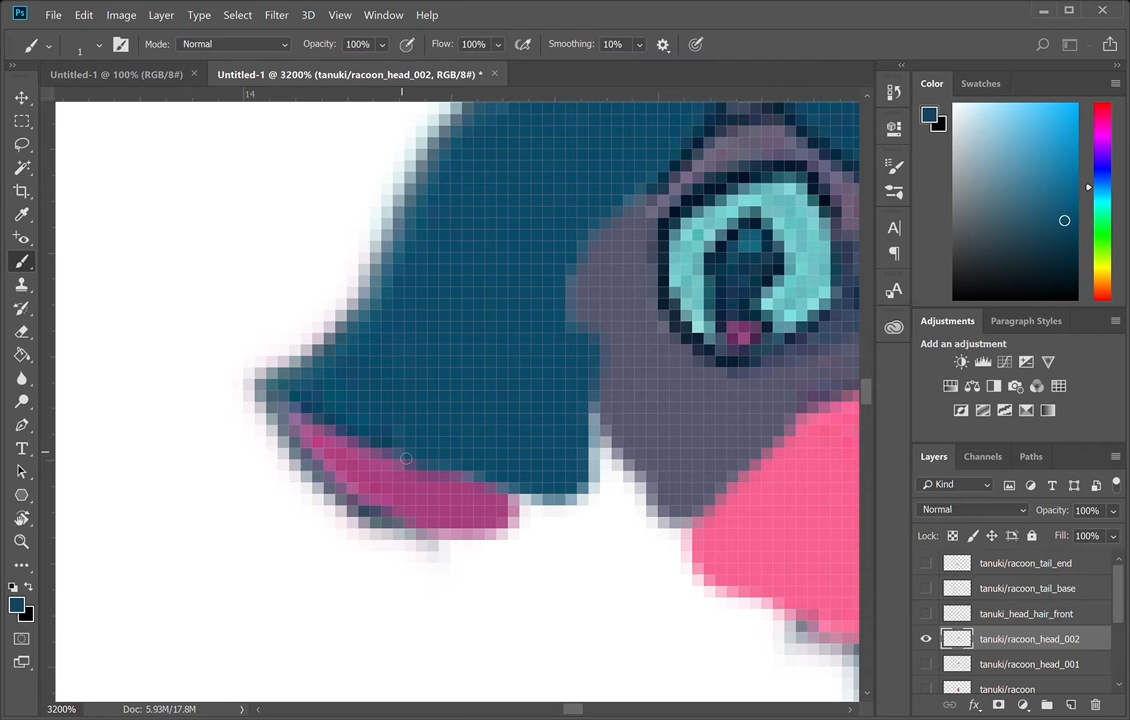 Ps File Edit Image Layer Type Select Filter 3D View Window Help
1 Mode: Normal Opacity: 100% Flow: 100% Smoothing: 10%
Untitled-1 @ 100% (RGB/8#) × Untitled-1 @ 3200% (tanuki/racoon_head_002, RGB/8#) * ×
14
Color Swatches
Adjustments Paragraph Styles
Add an adjustment
Layers Channels Paths
Kind
Normal Opacity: 100%
Lock: Fill: 100%
tanuki/racoon_tail_end
tanuki/racoon_tail_base
tanuki_head_hair_front
tanuki/racoon_head_002
tanuki/racoon_head_001
tanuki/racoon
3200% Doc: 5.93M/17.8M